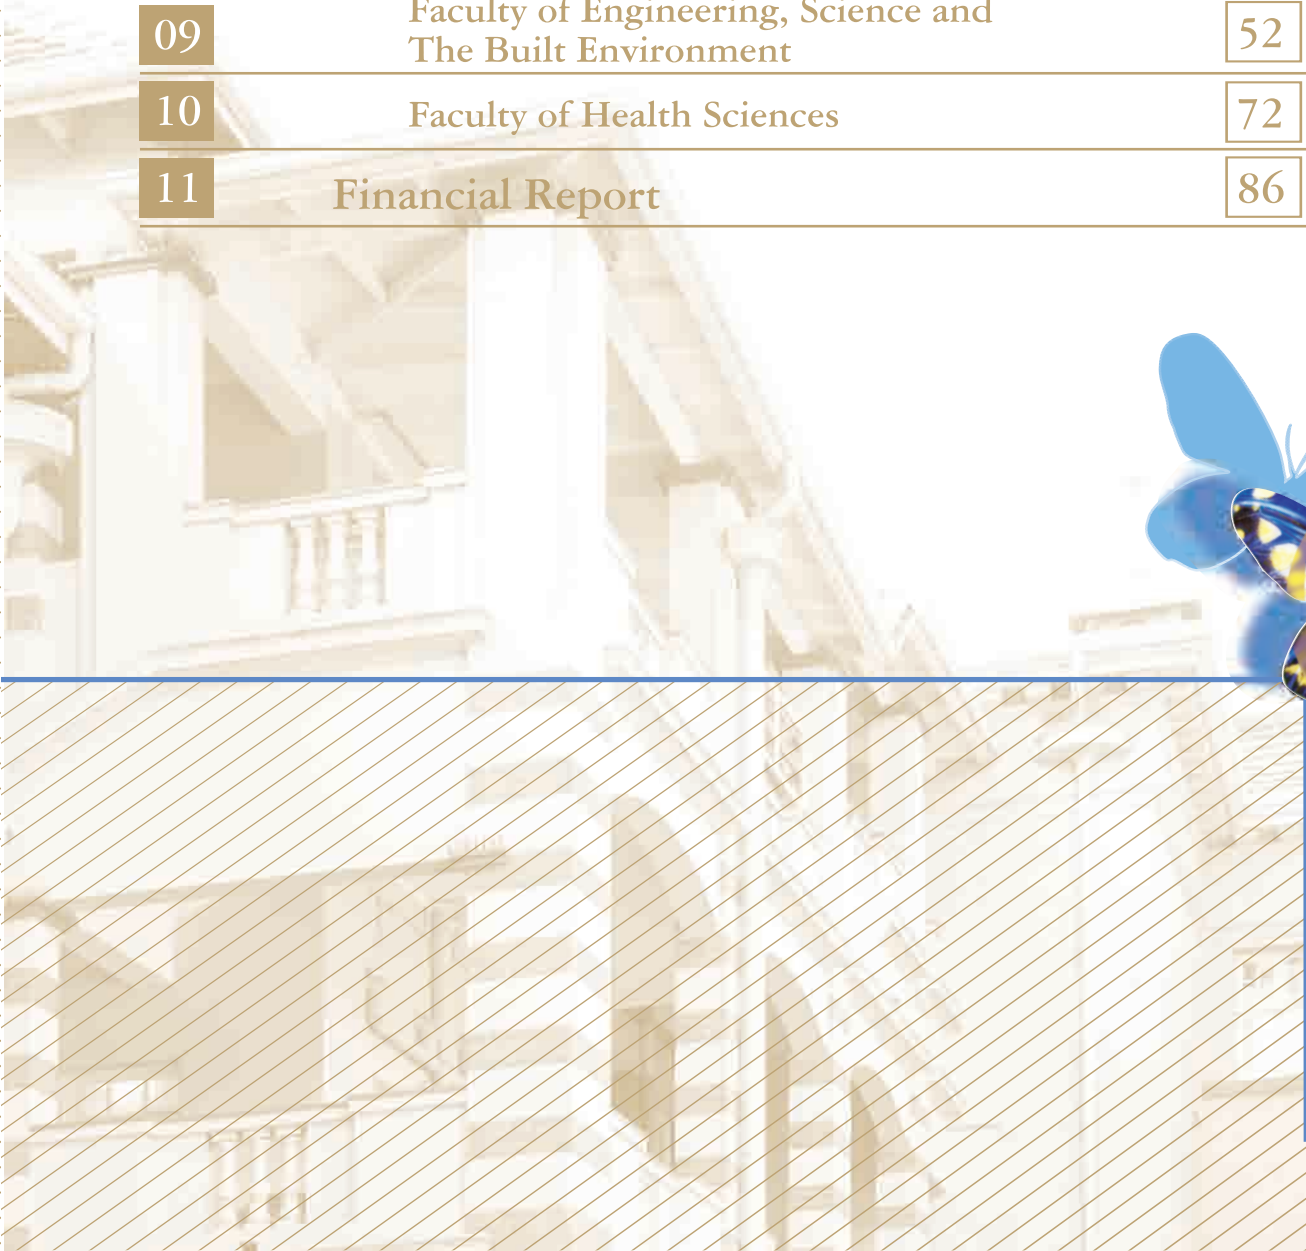 09 Faculty of Engineering, Science and
The Built Environment 52
10 Faculty of Health Sciences 72
11 Financial Report 86